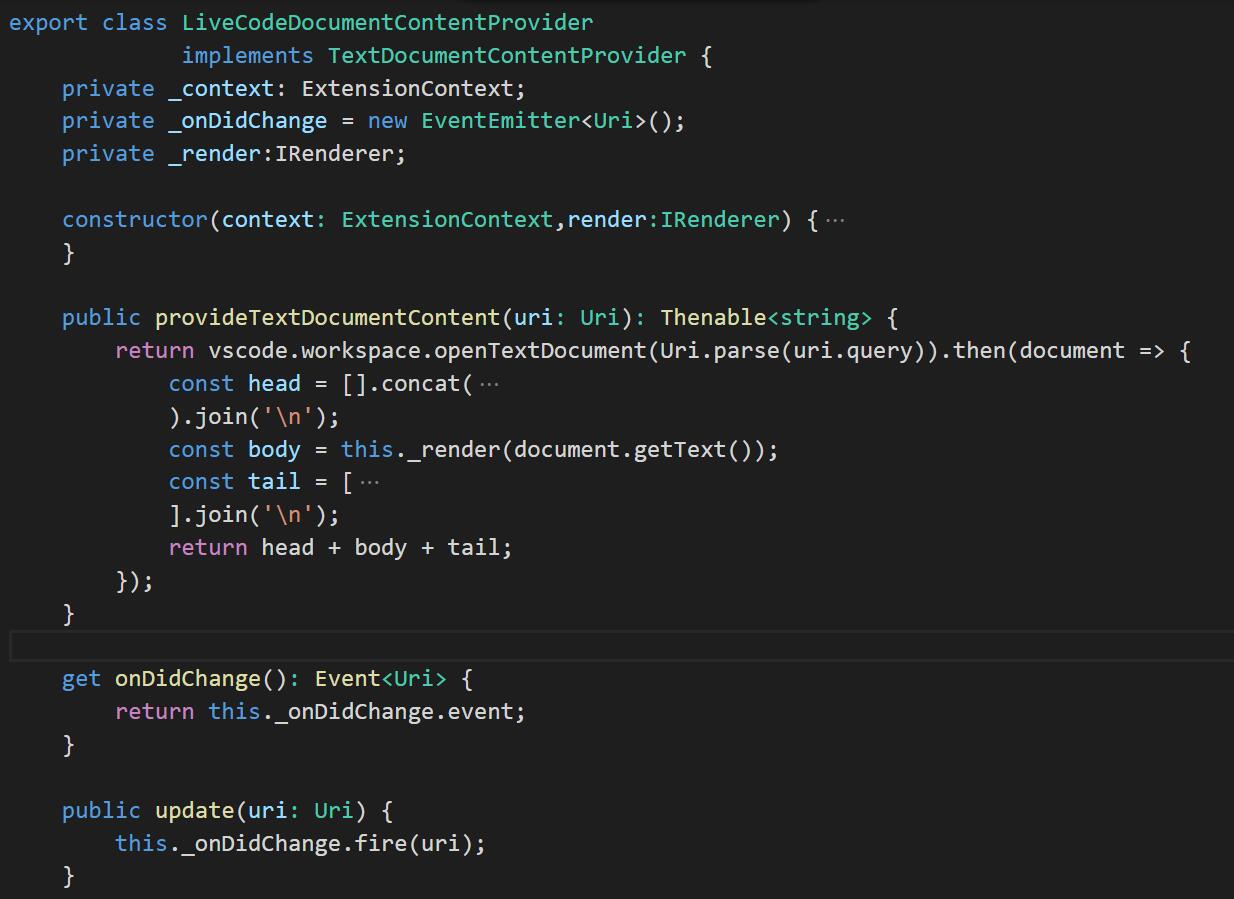 export class LiveCodeDocumentContentProvider
             implements TextDocumentContentProvider {
    private _context: ExtensionContext;
    private _onDidChange = new EventEmitter<Uri>();
    private _render:IRenderer;

    constructor(context: ExtensionContext,render:IRenderer) {···
    }

    public provideTextDocumentContent(uri: Uri): Thenable<string> {
        return vscode.workspace.openTextDocument(Uri.parse(uri.query)).then(document => {
            const head = [].concat(···
            ).join('\n');
            const body = this._render(document.getText());
            const tail = [···
            ].join('\n');
            return head + body + tail;
        });
    }

    get onDidChange(): Event<Uri> {
        return this._onDidChange.event;
    }

    public update(uri: Uri) {
        this._onDidChange.fire(uri);
    }